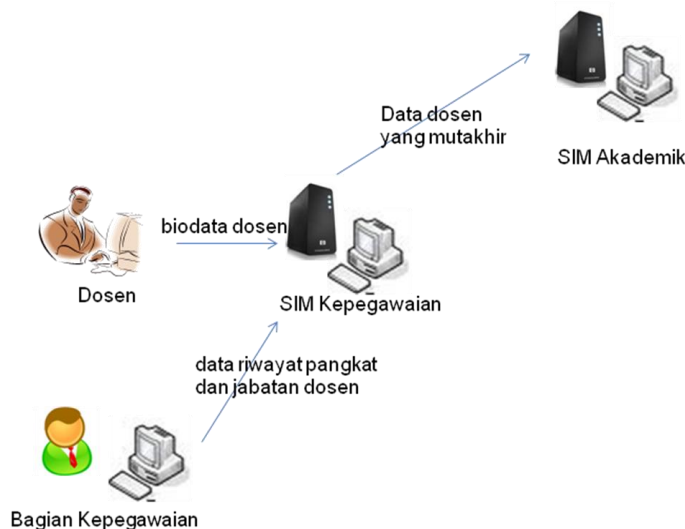 Data dosen
yang mutakhir
SIM Akademik
biodata dosen
Dosen
SIM Kepegawaian
data riwayat pangkat
dan jabatan dosen
Bagian Kepegawaian